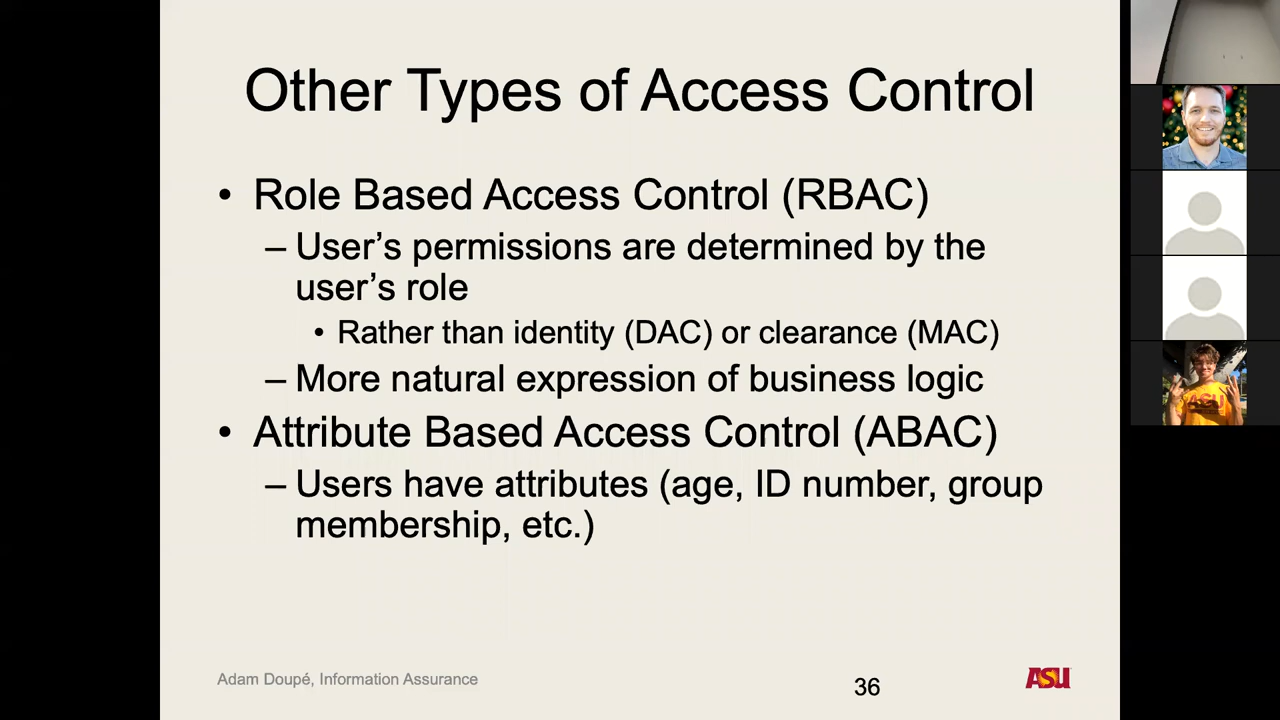 Other Types of Access Control
• Role Based Access Control (RBAC)
– User’s permissions are determined by the
user’s role
• Rather than identity (DAC) or clearance (MAC)
– More natural expression of business logic
• Attribute Based Access Control (ABAC)
– Users have attributes (age, ID number, group
membership, etc.)
Adam Doupé, Information Assurance
36
ASU
ASU